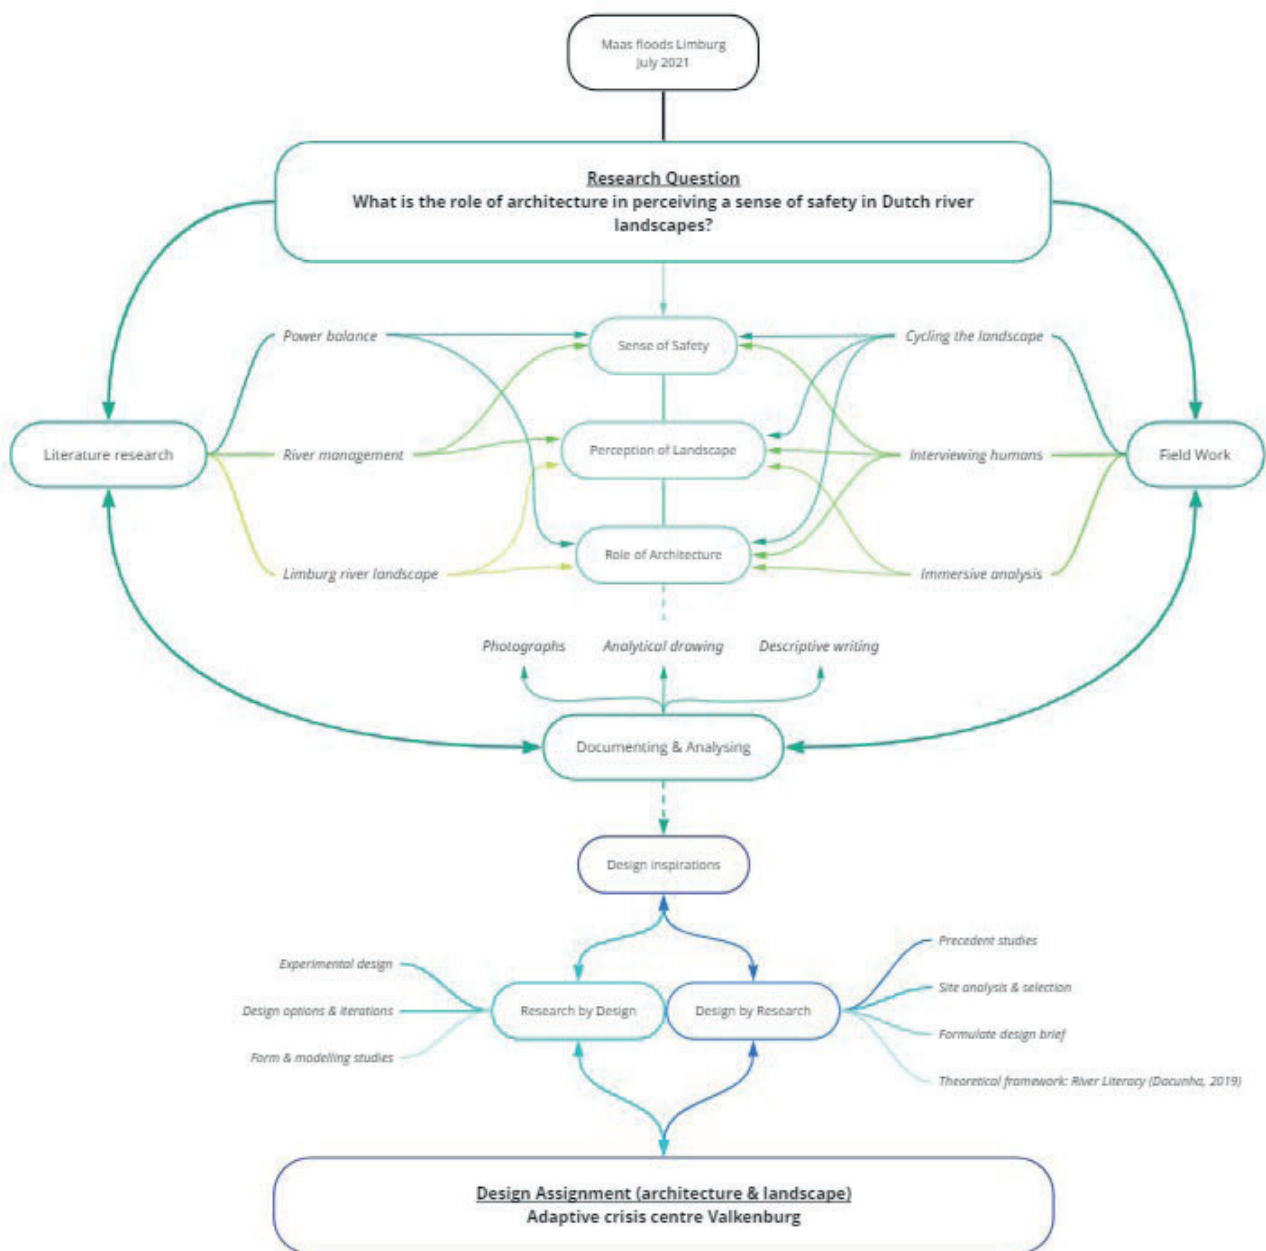 Maas floods Limburg
July 2021
Research Question
What is the role of architecture in perceiving a sense of safety in Dutch river
landscapes?
Power balance
Sense of Safety
Cycling the landscape
Literature research
River management
Perception of Landscape
Interviewing humans
Field Work
Limburg river landscape
Role of Architecture
Immersive analysis
Photographs
Analytical drawing
Descriptive writing
Documenting & Analysing
Design inspirations
Experimental design
Design options & iterations
Form & modelling studies
Research by Design
Design by Research
Precedent studies
Site analysis & selection
Formulate design brief
Theoretical framework: River Literacy (Dacunha, 2019)
Design Assignment (architecture & landscape)
Adaptive crisis centre Valkenburg